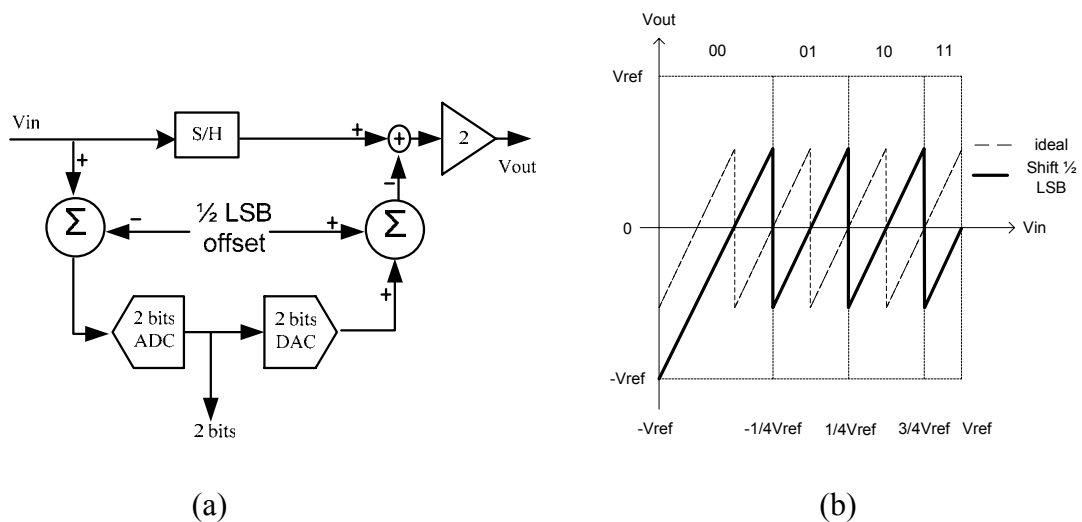 Vin
S/H
+
+
2
Vout
+
−
Σ
−
½ LSB
offset
+
Σ
+
2 bits
ADC
2 bits
DAC
2 bits
(a)
Vout
00 01 10 11
Vref
ideal
Shift ½
LSB
0
Vin
-Vref
-Vref -1/4Vref 1/4Vref 3/4Vref Vref
(b)